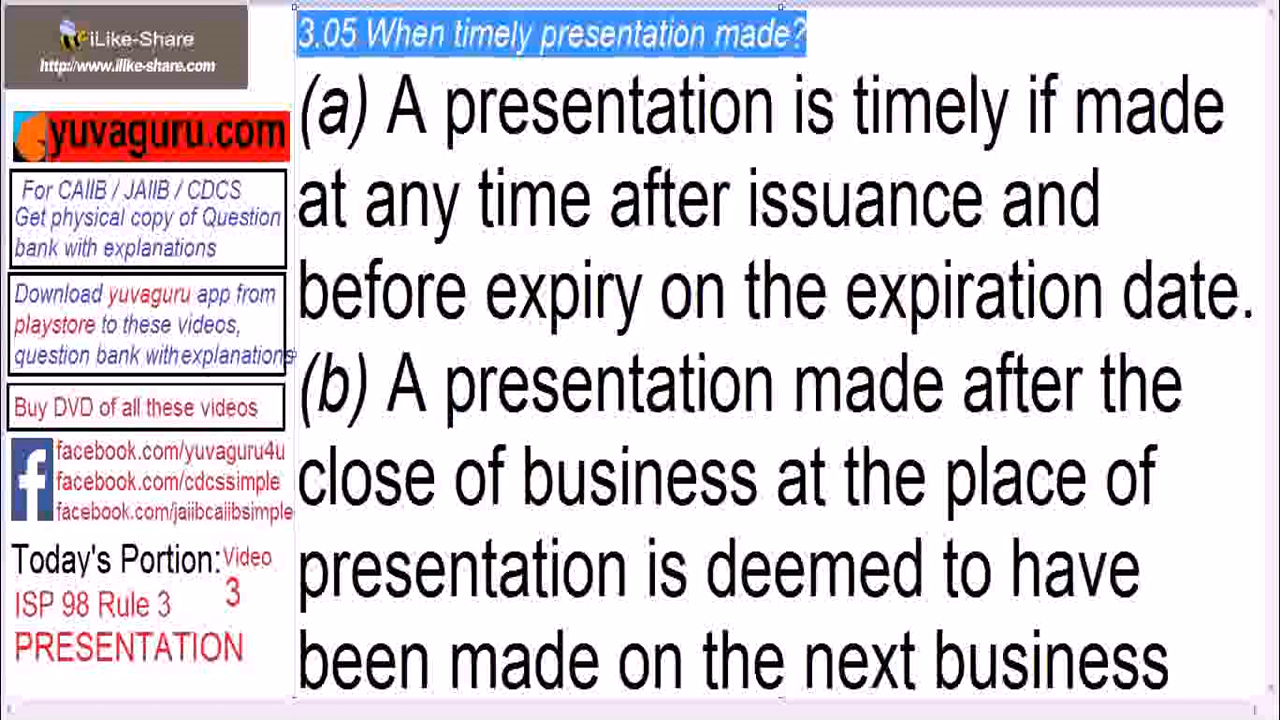 iLike-Share
http://www.ilike-share.com
yuvaguru.com
For CAIIB / JAIIB / CDCS
Get physical copy of Question
bank with explanations
Download yuvaguru app from
playstore to these videos,
question bank with explanations
Buy DVD of all these videos
facebook.com/yuvaguru4u
facebook.com/cdcssimple
facebook.com/jaiibcaiibsimple
Today's Portion: Video
ISP 98 Rule 3 3
PRESENTATION
3.05 When timely presentation made?
(a) A presentation is timely if made
at any time after issuance and
before expiry on the expiration date.
(b) A presentation made after the
close of business at the place of
presentation is deemed to have
been made on the next business